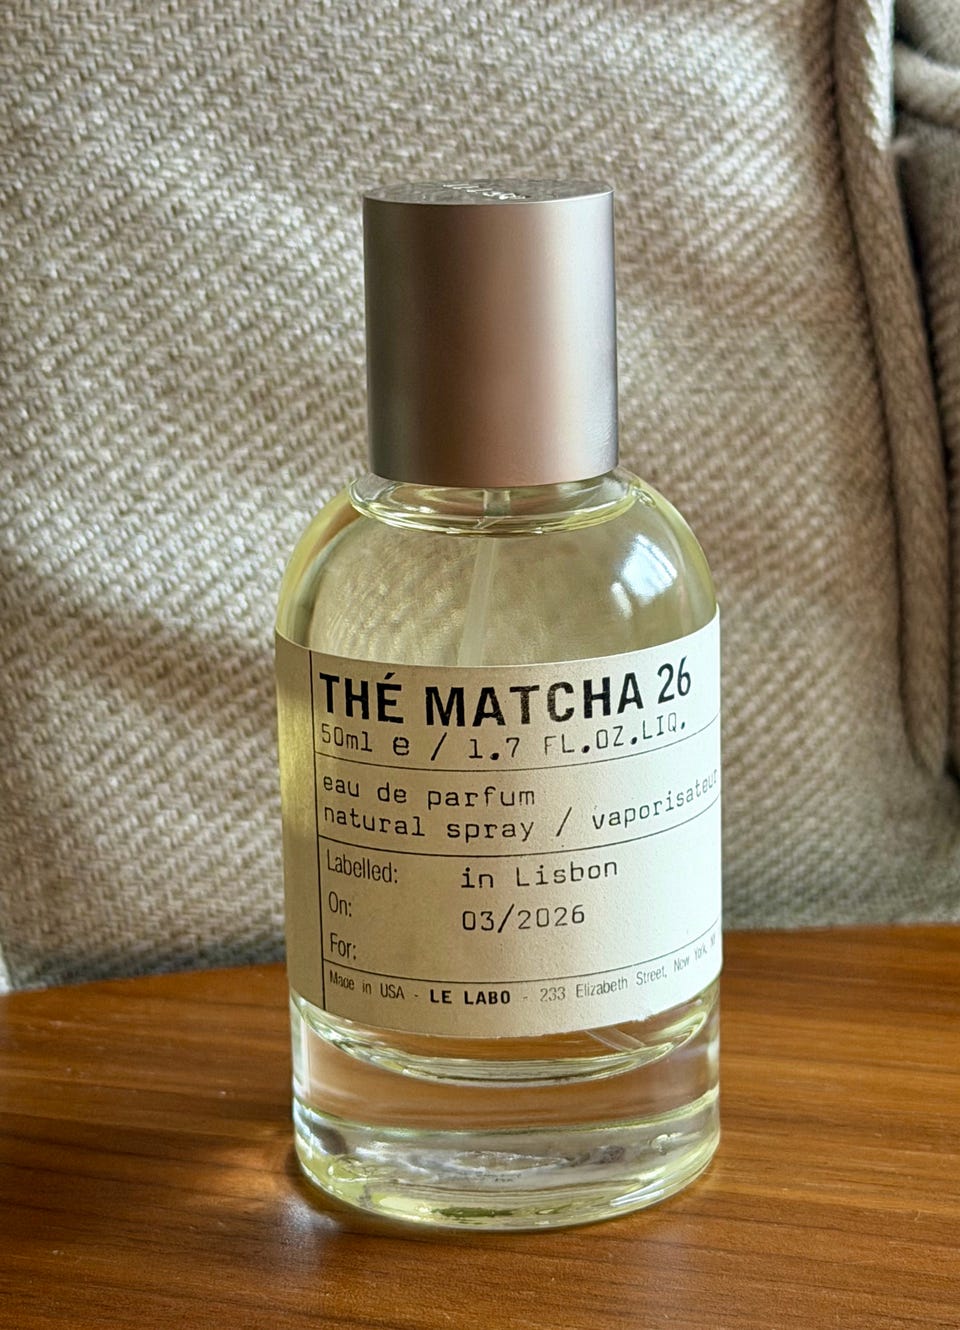 THÉ MATCHA 26
50ml e / 1.7 FL.OZ.LIQ.
eau de parfum
natural spray / vaporisateur
Labelled: in Lisbon
On: 03/2026
For:
Made in USA - LE LABO - 233 Elizabeth Street, New York,